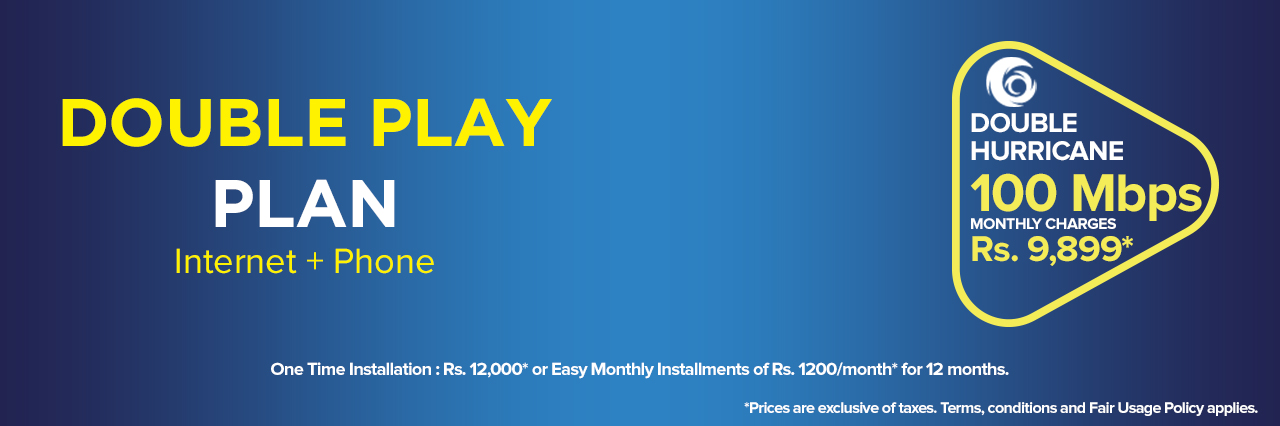 DOUBLE PLAY
PLAN
Internet + Phone
DOUBLE
HURRICANE
100 Mbps
MONTHLY CHARGES
Rs. 9,899*
One Time Installation : Rs. 12,000* or Easy Monthly Installments of Rs. 1200/month* for 12 months.
*Prices are exclusive of taxes. Terms, conditions and Fair Usage Policy applies.